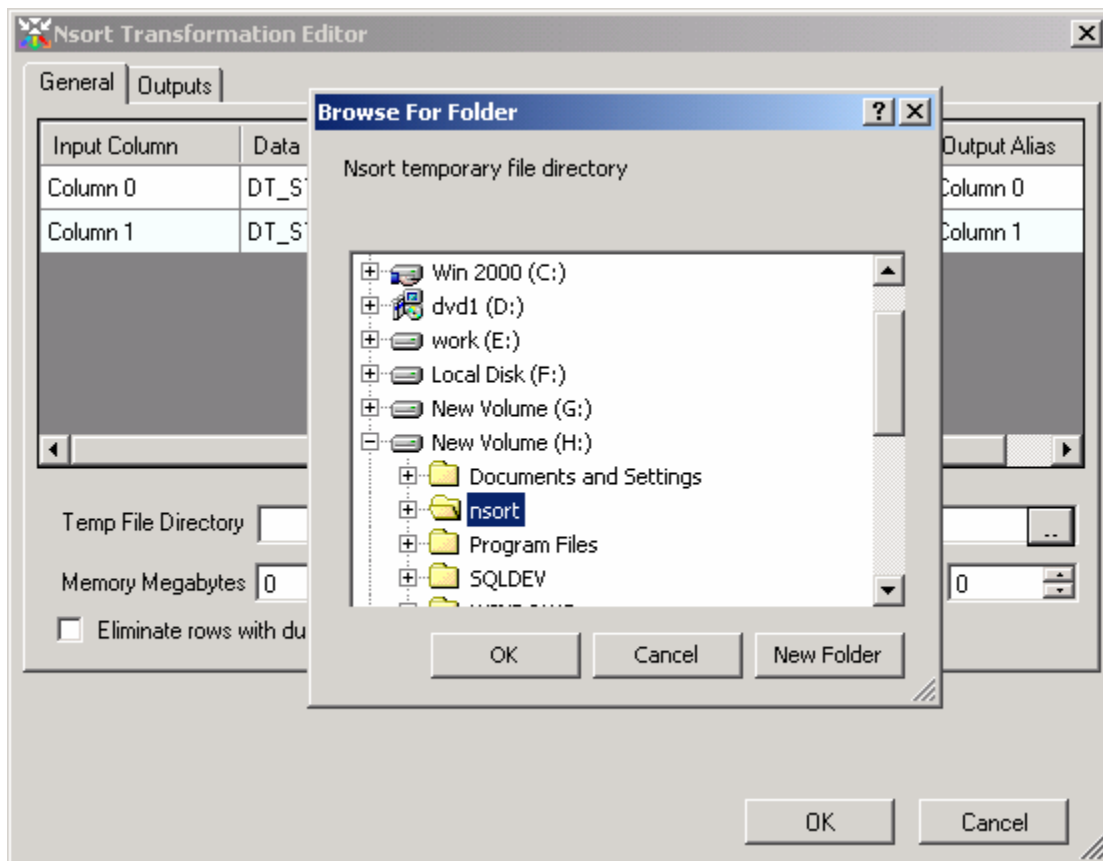 Nsort Transformation Editor
General Outputs
Input Column Data Output Alias
Column 0 DT_ST Column 0
Column 1 DT_ST Column 1
Temp File Directory ..
Memory Megabytes 0 0
Eliminate rows with du
OK Cancel
Browse For Folder
Nsort temporary file directory
Win 2000 (C:)
dvd1 (D:)
work (E:)
Local Disk (F:)
New Volume (G:)
New Volume (H:)
Documents and Settings
nsort
Program Files
SQLDEV
OK Cancel New Folder